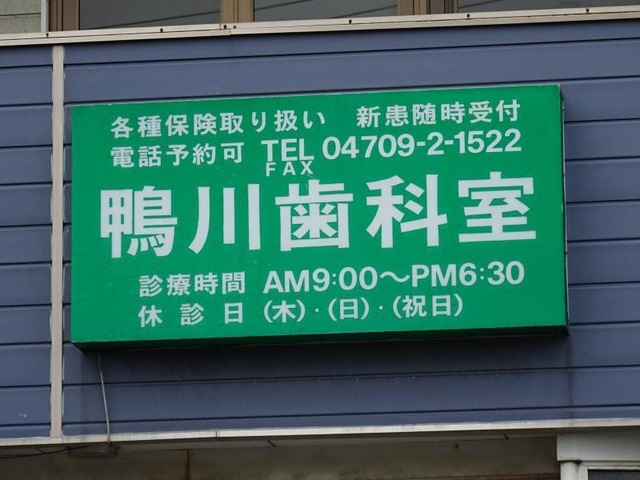 各種保険取り扱い　新患随時受付
電話予約可 TEL 04709-2-1522
FAX
鴨川歯科室
診療時間 AM9:00〜PM6:30
休診日 (木)・(日)・(祝日)